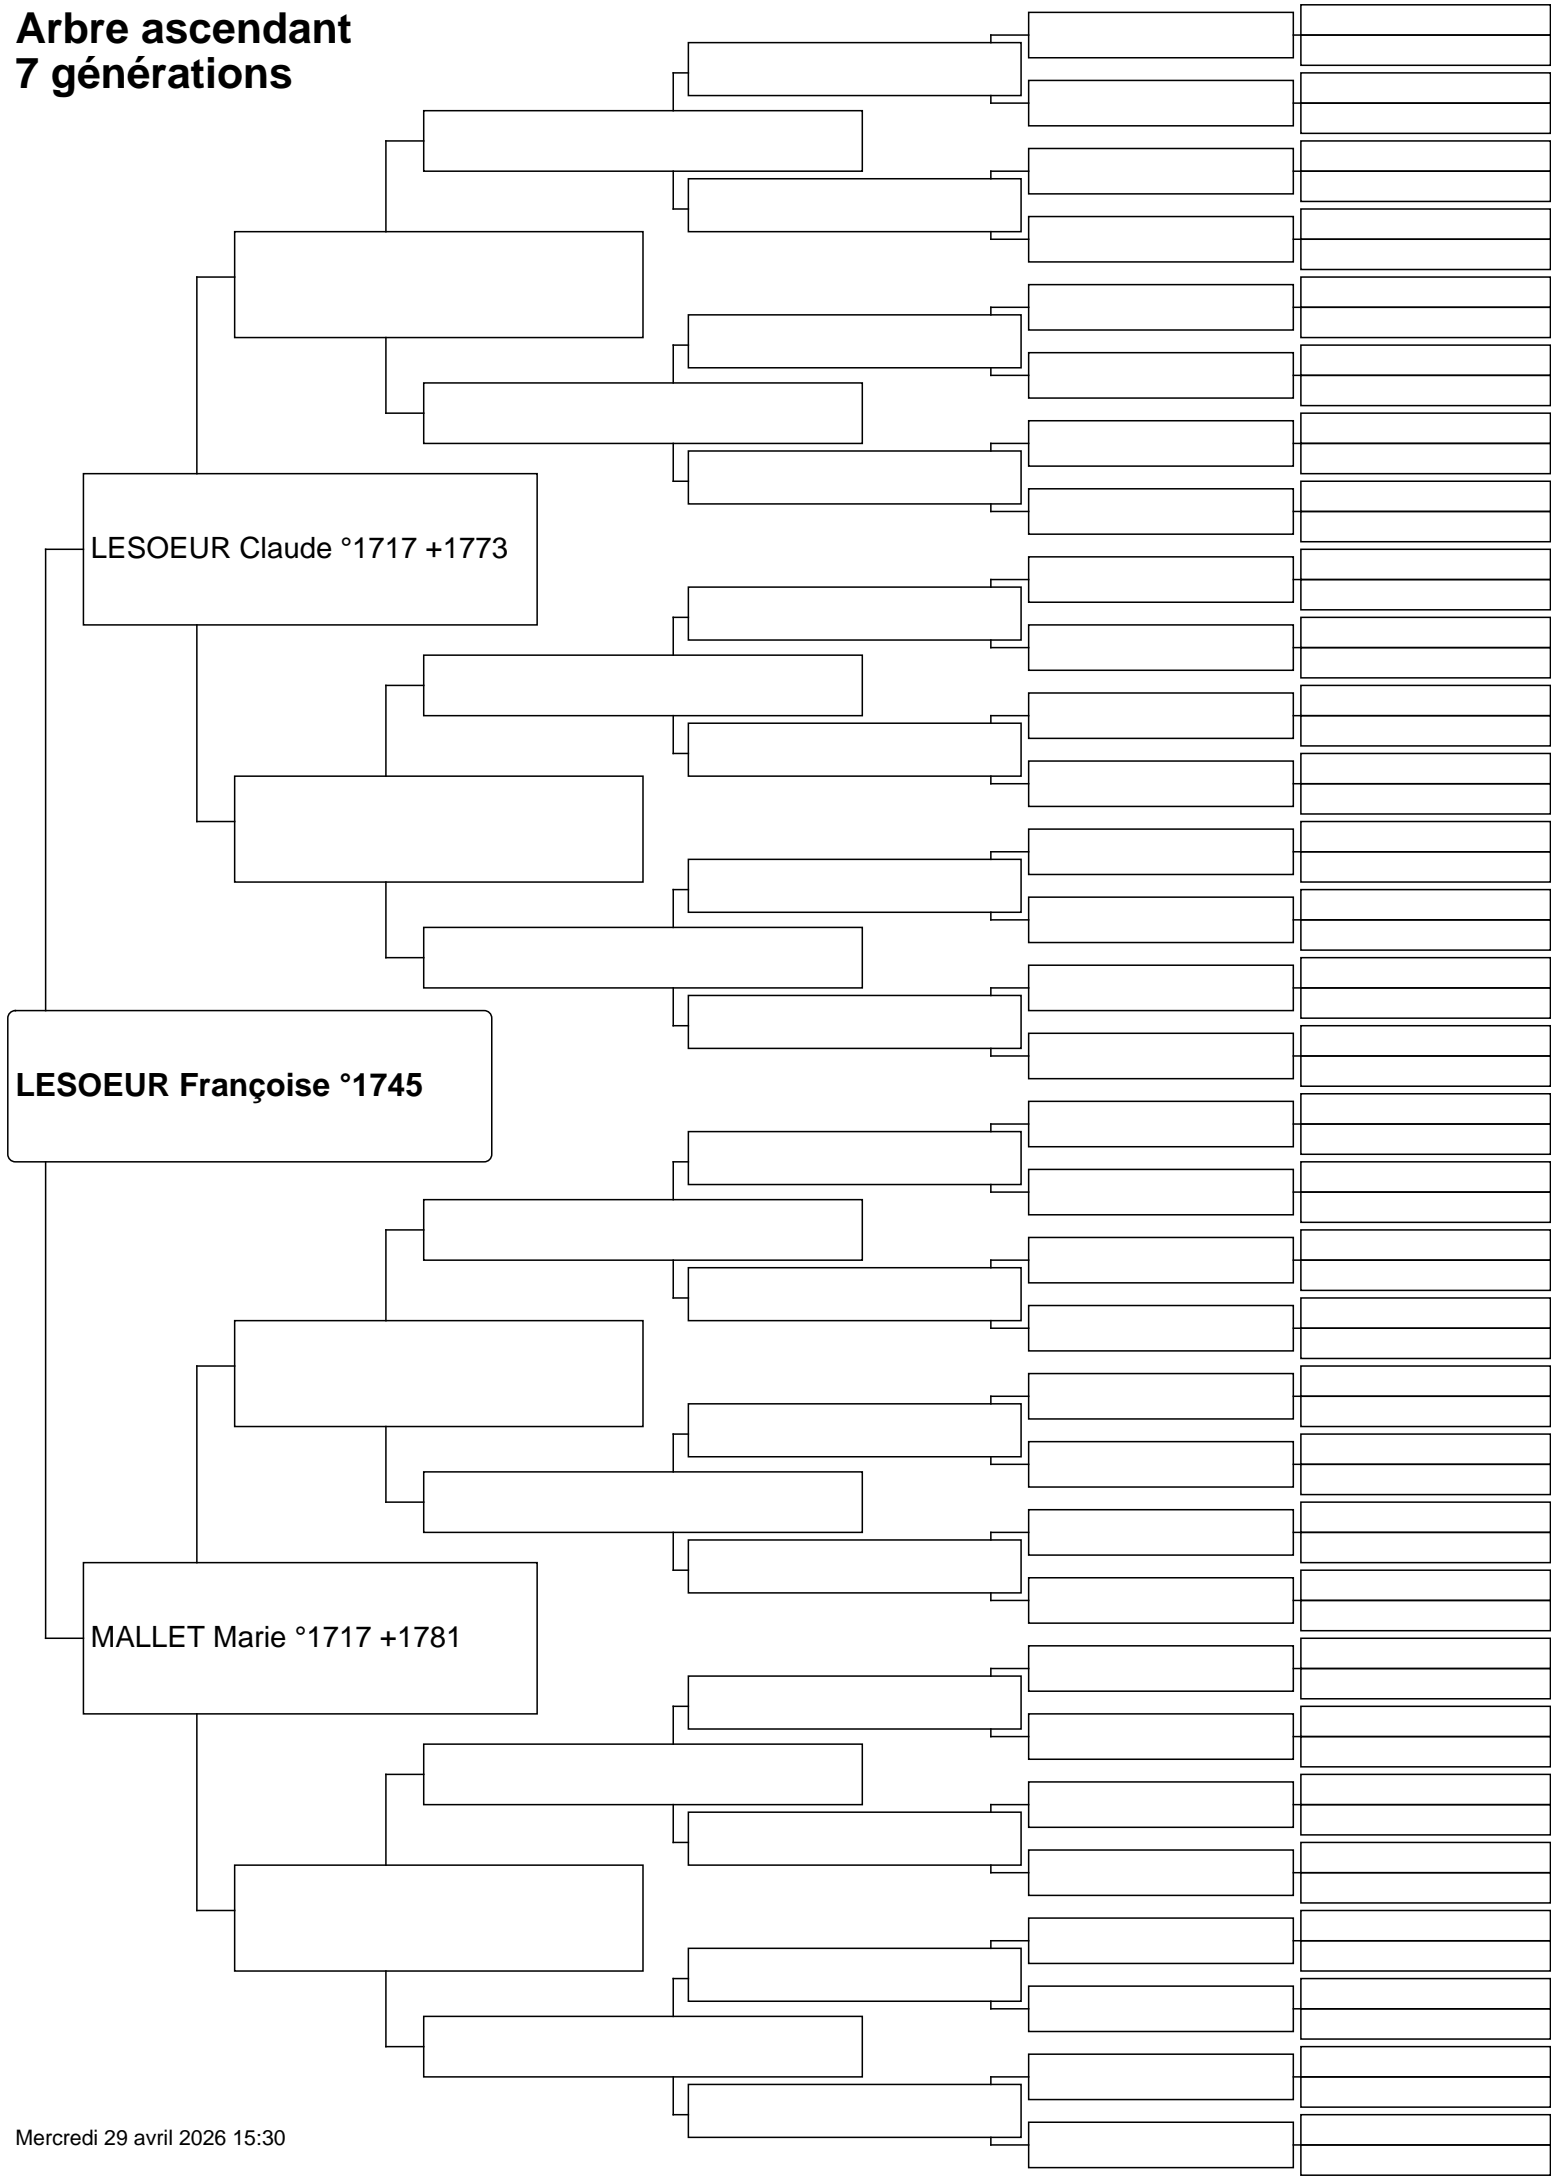 Arbre ascendant
7 générations
LESOEUR Claude °1717 +1773
LESOEUR Françoise °1745
MALLET Marie °1717 +1781
Mercredi 29 avril 2026 15:30